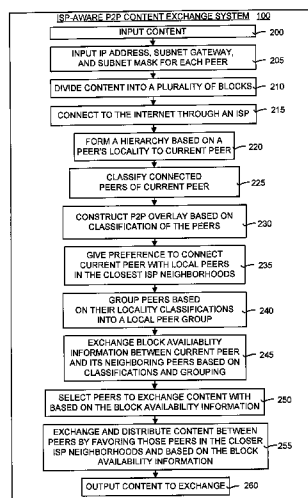 ISP-AWARE P2P CONTENT EXCHANGE SYSTEM 100
INPUT CONTENT
200
INPUT IP ADDRESS, SUBNET GATEWAY,
AND SUBNET MASK FOR EACH PEER
205
DIVIDE CONTENT INTO A PLURALITY OF BLOCKS
210
CONNECT TO THE INTERNET THROUGH AN ISP
215
FORM A HIERARCHY BASED ON A
PEER'S LOCALITY TO CURRENT PEER
220
CLASSIFY CONNECTED
PEERS OF CURRENT PEER
225
CONSTRUCT P2P OVERLAY BASED ON
CLASSIFICATION OF THE PEERS
230
GIVE PREFERENCE TO CONNECT
CURRENT PEER WITH LOCAL PEERS
IN THE CLOSEST ISP NEIGHBORHOODS
235
GROUP PEERS BASED
ON THEIR LOCALITY CLASSIFICATIONS
INTO A LOCAL PEER GROUP
240
EXCHANGE BLOCK AVAILIABLITY
INFORMATION BETWEEN CURRENT PEER
AND ITS NEIGHBORING PEERS BASED ON
CLASSIFICATIONS AND GROUPING
245
SELECT PEERS TO EXCHANGE CONTENT WITH
BASED ON THE BLOCK AVAILABILITY INFORMATION
250
EXCHANGE AND DISTRIBUTE CONTENT BETWEEN
PEERS BY FAVORING THOSE PEERS IN THE CLOSER
ISP NEIGHBORHOODS AND BASED ON THE BLOCK
AVAILABILITY INFORMATION
255
OUTPUT CONTENT TO EXCHANGE
260